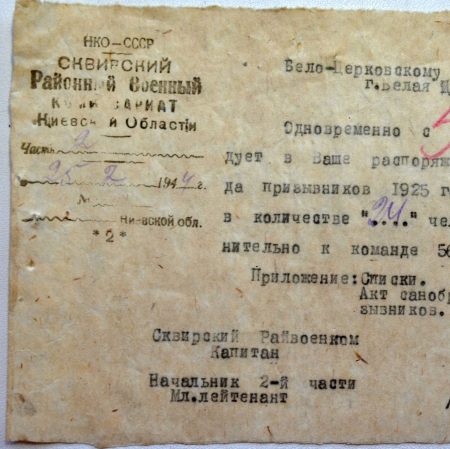 НКО–СССР
СКВИРСКИЙ
Районный Военный
КОМИССАРИАТ
Киевской Области
Часть 2
25 2 1944 г.
№
Киевской обл.
* 2 *
Бело-Церковскому
г.Белая Ц
Одновременно с
дует в Ваше распоряж
да призывников 1925 г
в количестве "24" чел
нительно к команде 56
Приложение: Списки.
Акт санобр
зывников.
Сквирский Райвоенком
Капитан
Начальник 2-й части
Мл.лейтенант